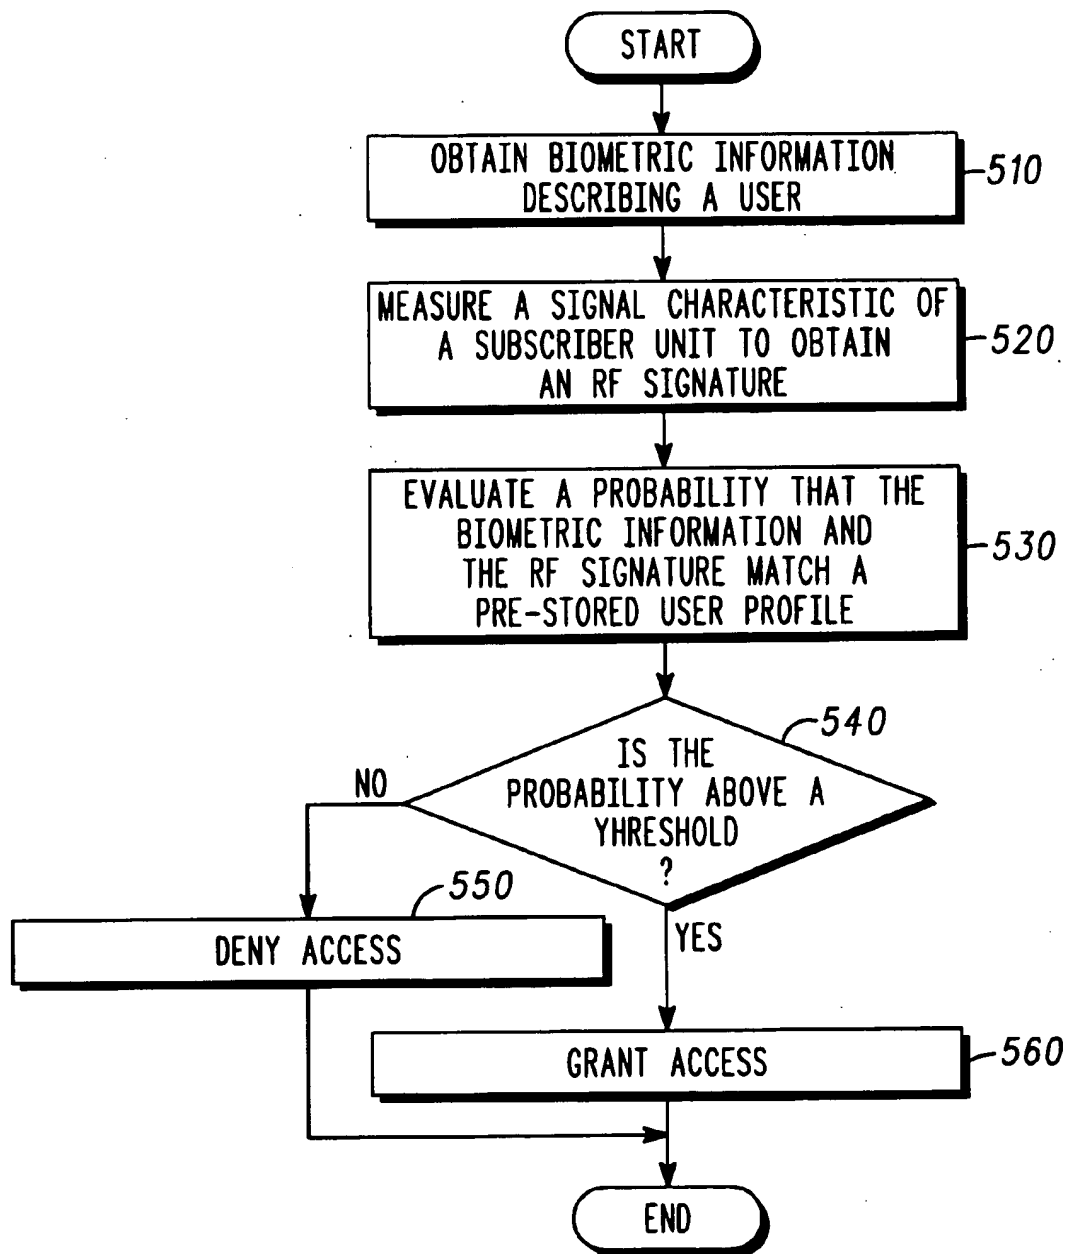 START
OBTAIN BIOMETRIC INFORMATION
DESCRIBING A USER
510
MEASURE A SIGNAL CHARACTERISTIC OF
A SUBSCRIBER UNIT TO OBTAIN
AN RF SIGNATURE
520
EVALUATE A PROBABILITY THAT THE
BIOMETRIC INFORMATION AND
THE RF SIGNATURE MATCH A
PRE-STORED USER PROFILE
530
540
IS THE
PROBABILITY ABOVE A
YHRESHOLD
?
NO
YES
550
DENY ACCESS
GRANT ACCESS
560
END